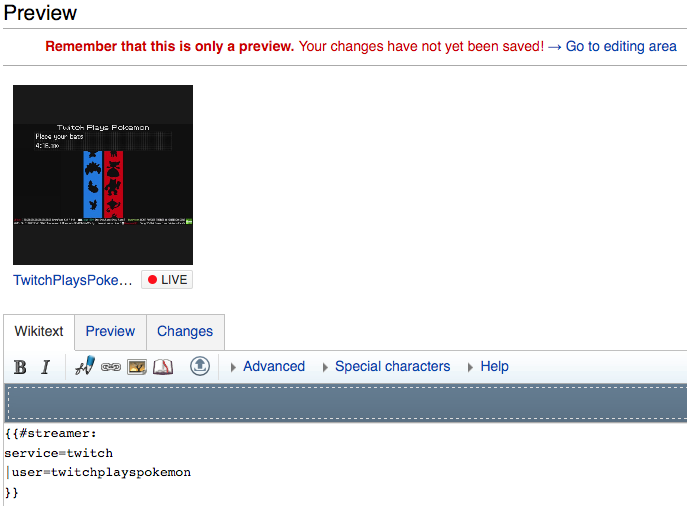 Preview
Remember that this is only a preview. Your changes have not yet been saved! → Go to editing area
Twitch Plays Pokemon
Place your bets
TwitchPlaysPoke...
LIVE
Wikitext Preview Changes
B I Advanced Special characters Help
{{#streamer:
service=twitch
|user=twitchplayspokemon
}}